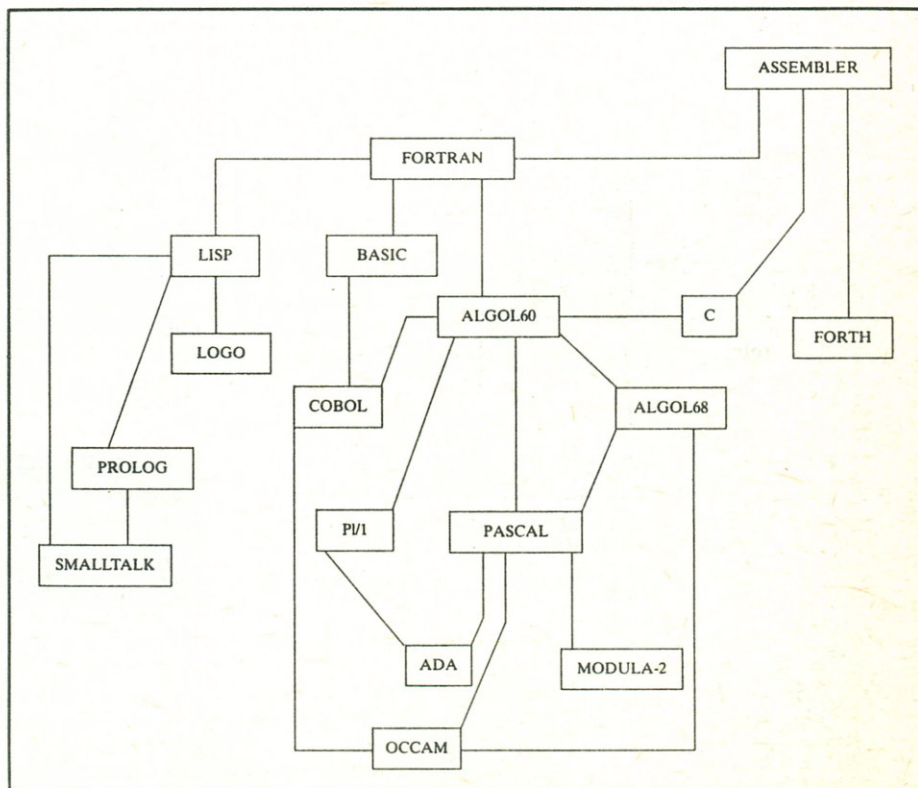 ASSEMBLER
FORTRAN
LISP
BASIC
ALGOL60
C
FORTH
LOGO
COBOL
ALGOL68
PROLOG
Pl/1
PASCAL
SMALLTALK
ADA
MODULA-2
OCCAM